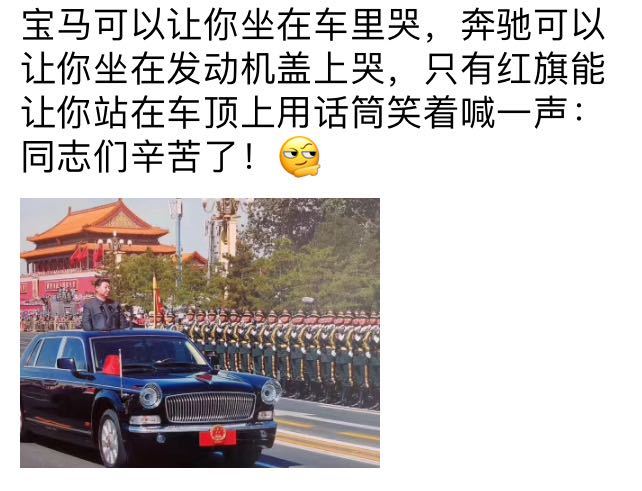 宝马可以让你坐在车里哭，奔驰可以
让你坐在发动机盖上哭，只有红旗能
让你站在车顶上用话筒笑着喊一声：
同志们辛苦了！